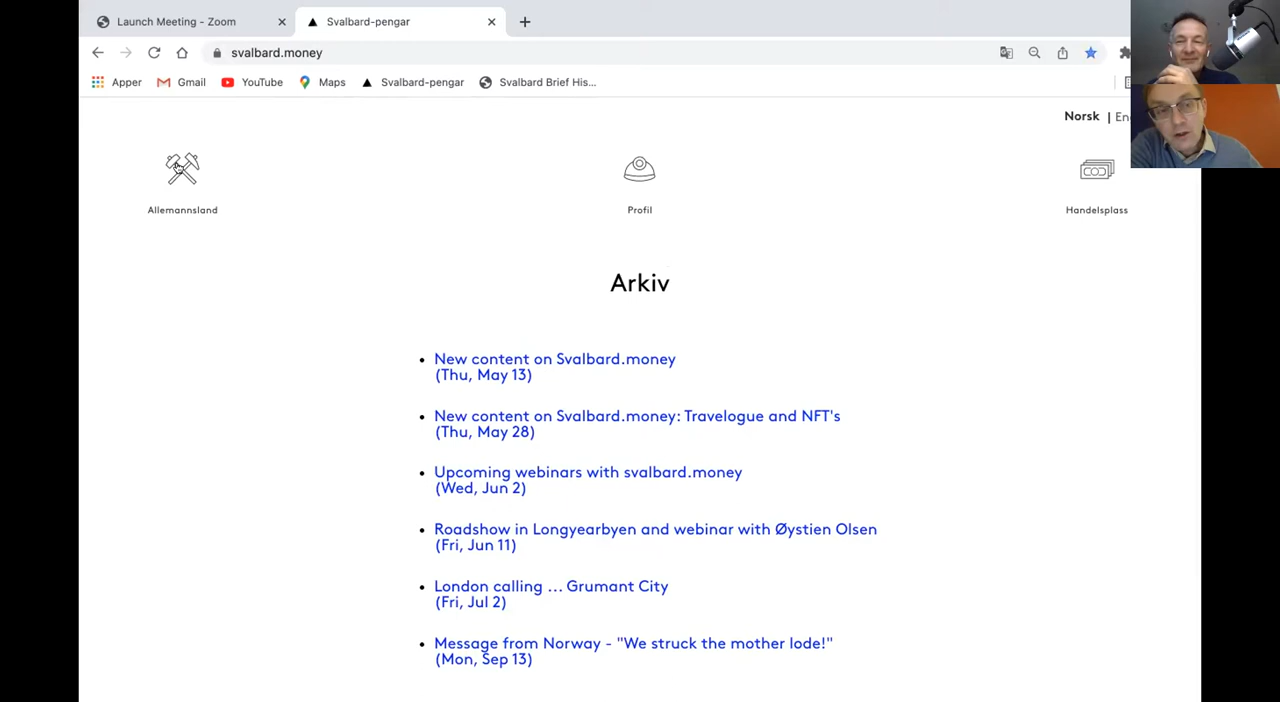 Launch Meeting - Zoom
Svalbard-pengar
svalbard.money
Apper
Gmail
YouTube
Maps
Svalbard-pengar
Svalbard Brief His...
Norsk |
Allemannsland
Profil
Handelsplass
Arkiv
New content on Svalbard.money
(Thu, May 13)
New content on Svalbard.money: Travelogue and NFT's
(Thu, May 28)
Upcoming webinars with svalbard.money
(Wed, Jun 2)
Roadshow in Longyearbyen and webinar with Øystien Olsen
(Fri, Jun 11)
London calling ... Grumant City
(Fri, Jul 2)
Message from Norway - "We struck the mother lode!"
(Mon, Sep 13)